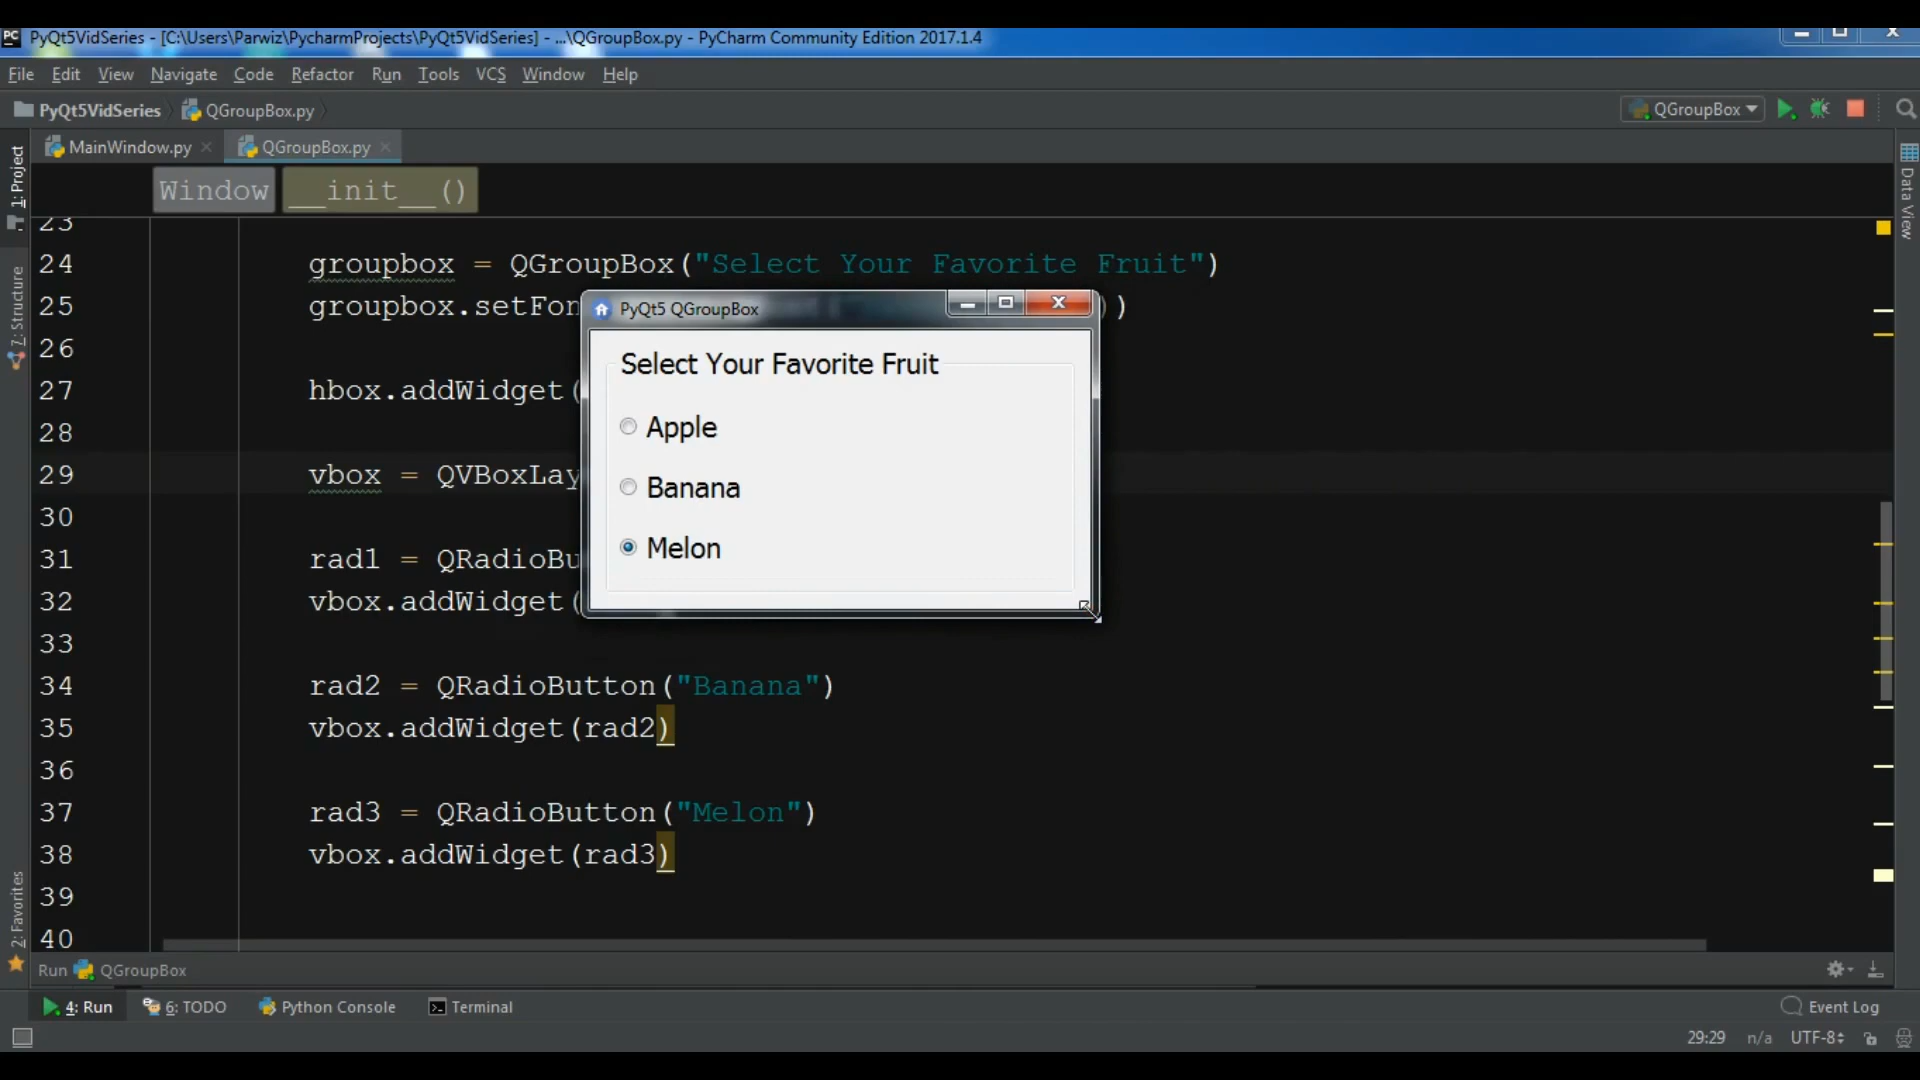 PyQt5VidSeries - [C:\Users\Parwiz\PycharmProjects\PyQt5VidSeries] - ...\QGroupBox.py - PyCharm Community Edition 2017.1.4
File Edit View Navigate Code Refactor Run Tools VCS Window Help
PyQt5VidSeries QGroupBox.py QGroupBox
MainWindow.py QGroupBox.py
Window __init__()
1: Project
7: Structure
2: Favorites
Data View
23
24 groupbox = QGroupBox("Select Your Favorite Fruit")
25 groupbox.setFon ))
26
27 hbox.addWidget(
28
29 vbox = QVBoxLay
30
31 rad1 = QRadioBu
32 vbox.addWidget(
33
34 rad2 = QRadioButton("Banana")
35 vbox.addWidget(rad2)
36
37 rad3 = QRadioButton("Melon")
38 vbox.addWidget(rad3)
39
40
PyQt5 QGroupBox
Select Your Favorite Fruit
Apple
Banana
Melon
Run QGroupBox
4: Run 6: TODO Python Console Terminal Event Log
29:29 n/a UTF-8